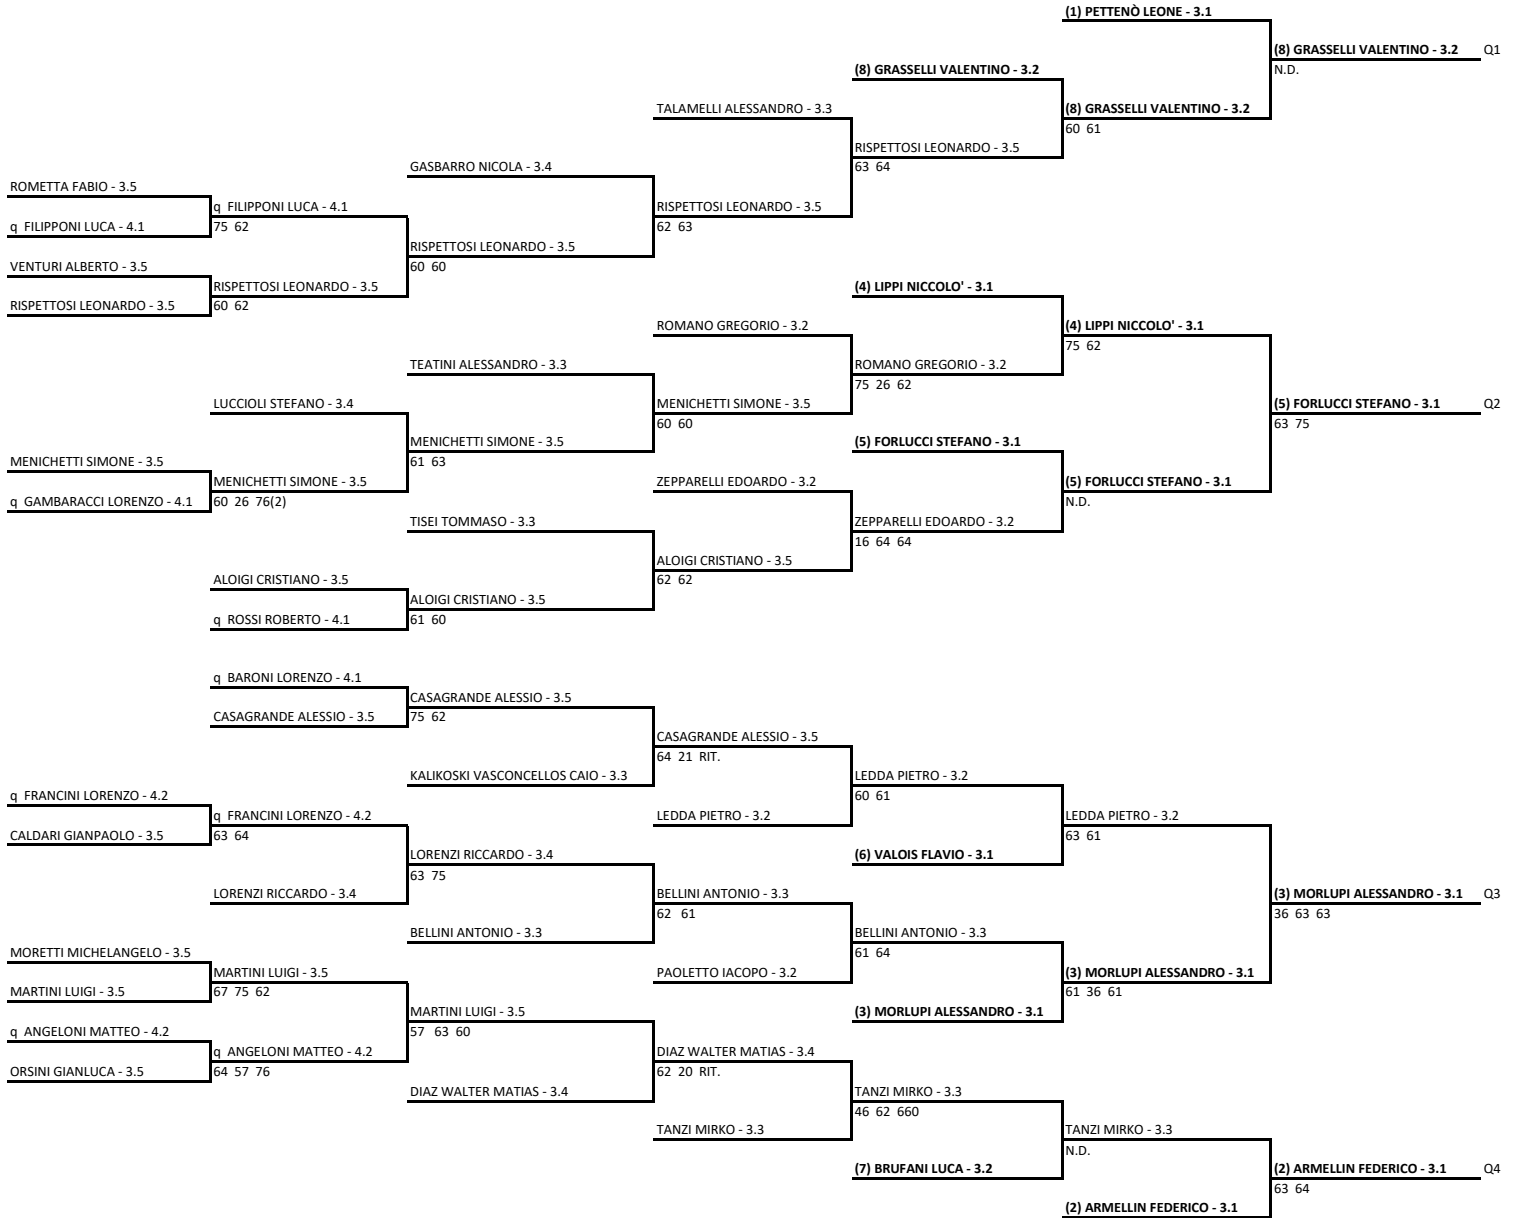 (1) PETTENÒ LEONE - 3.1
(8) GRASSELLI VALENTINO - 3.2 Q1
(8) GRASSELLI VALENTINO - 3.2
N.D.
TALAMELLI ALESSANDRO - 3.3
(8) GRASSELLI VALENTINO - 3.2
60 61
RISPETTOSI LEONARDO - 3.5
GASBARRO NICOLA - 3.4
63 64
ROMETTA FABIO - 3.5
q FILIPPONI LUCA - 4.1
RISPETTOSI LEONARDO - 3.5
q FILIPPONI LUCA - 4.1
75 62
62 63
RISPETTOSI LEONARDO - 3.5
VENTURI ALBERTO - 3.5
60 60
RISPETTOSI LEONARDO - 3.5
(4) LIPPI NICCOLO' - 3.1
RISPETTOSI LEONARDO - 3.5
60 62
ROMANO GREGORIO - 3.2
(4) LIPPI NICCOLO' - 3.1
75 62
TEATINI ALESSANDRO - 3.3
ROMANO GREGORIO - 3.2
75 26 62
LUCCIOLI STEFANO - 3.4
MENICHETTI SIMONE - 3.5
(5) FORLUCCI STEFANO - 3.1 Q2
60 60
63 75
MENICHETTI SIMONE - 3.5
(5) FORLUCCI STEFANO - 3.1
MENICHETTI SIMONE - 3.5
61 63
MENICHETTI SIMONE - 3.5
ZEPPARELLI EDOARDO - 3.2
(5) FORLUCCI STEFANO - 3.1
q GAMBARACCI LORENZO - 4.1
60 26 76(2)
N.D.
TISEI TOMMASO - 3.3
ZEPPARELLI EDOARDO - 3.2
16 64 64
ALOIGI CRISTIANO - 3.5
ALOIGI CRISTIANO - 3.5
62 62
ALOIGI CRISTIANO - 3.5
q ROSSI ROBERTO - 4.1
61 60
q BARONI LORENZO - 4.1
CASAGRANDE ALESSIO - 3.5
CASAGRANDE ALESSIO - 3.5
75 62
CASAGRANDE ALESSIO - 3.5
64 21 RIT.
KALIKOSKI VASCONCELLOS CAIO - 3.3
LEDDA PIETRO - 3.2
q FRANCINI LORENZO - 4.2
60 61
q FRANCINI LORENZO - 4.2
LEDDA PIETRO - 3.2
LEDDA PIETRO - 3.2
CALDARI GIANPAOLO - 3.5
63 64
63 61
LORENZI RICCARDO - 3.4
(6) VALOIS FLAVIO - 3.1
63 75
LORENZI RICCARDO - 3.4
BELLINI ANTONIO - 3.3
(3) MORLUPI ALESSANDRO - 3.1 Q3
62 61
36 63 63
BELLINI ANTONIO - 3.3
BELLINI ANTONIO - 3.3
MORETTI MICHELANGELO - 3.5
61 64
MARTINI LUIGI - 3.5
PAOLETTO IACOPO - 3.2
(3) MORLUPI ALESSANDRO - 3.1
MARTINI LUIGI - 3.5
67 75 62
61 36 61
MARTINI LUIGI - 3.5
(3) MORLUPI ALESSANDRO - 3.1
q ANGELONI MATTEO - 4.2
57 63 60
q ANGELONI MATTEO - 4.2
DIAZ WALTER MATIAS - 3.4
ORSINI GIANLUCA - 3.5
64 57 76
62 20 RIT.
DIAZ WALTER MATIAS - 3.4
TANZI MIRKO - 3.3
46 62 660
TANZI MIRKO - 3.3
TANZI MIRKO - 3.3
N.D.
(7) BRUFANI LUCA - 3.2
(2) ARMELLIN FEDERICO - 3.1 Q4
63 64
(2) ARMELLIN FEDERICO - 3.1